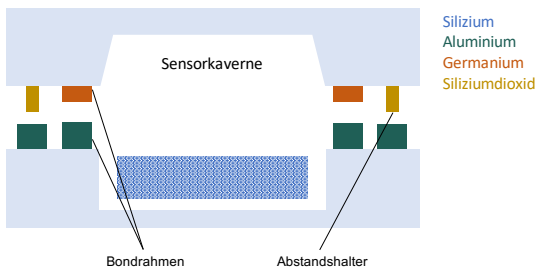 Silizium
Aluminium
Germanium
Siliziumdioxid
Sensorkaverne
Bondrahmen
Abstandshalter